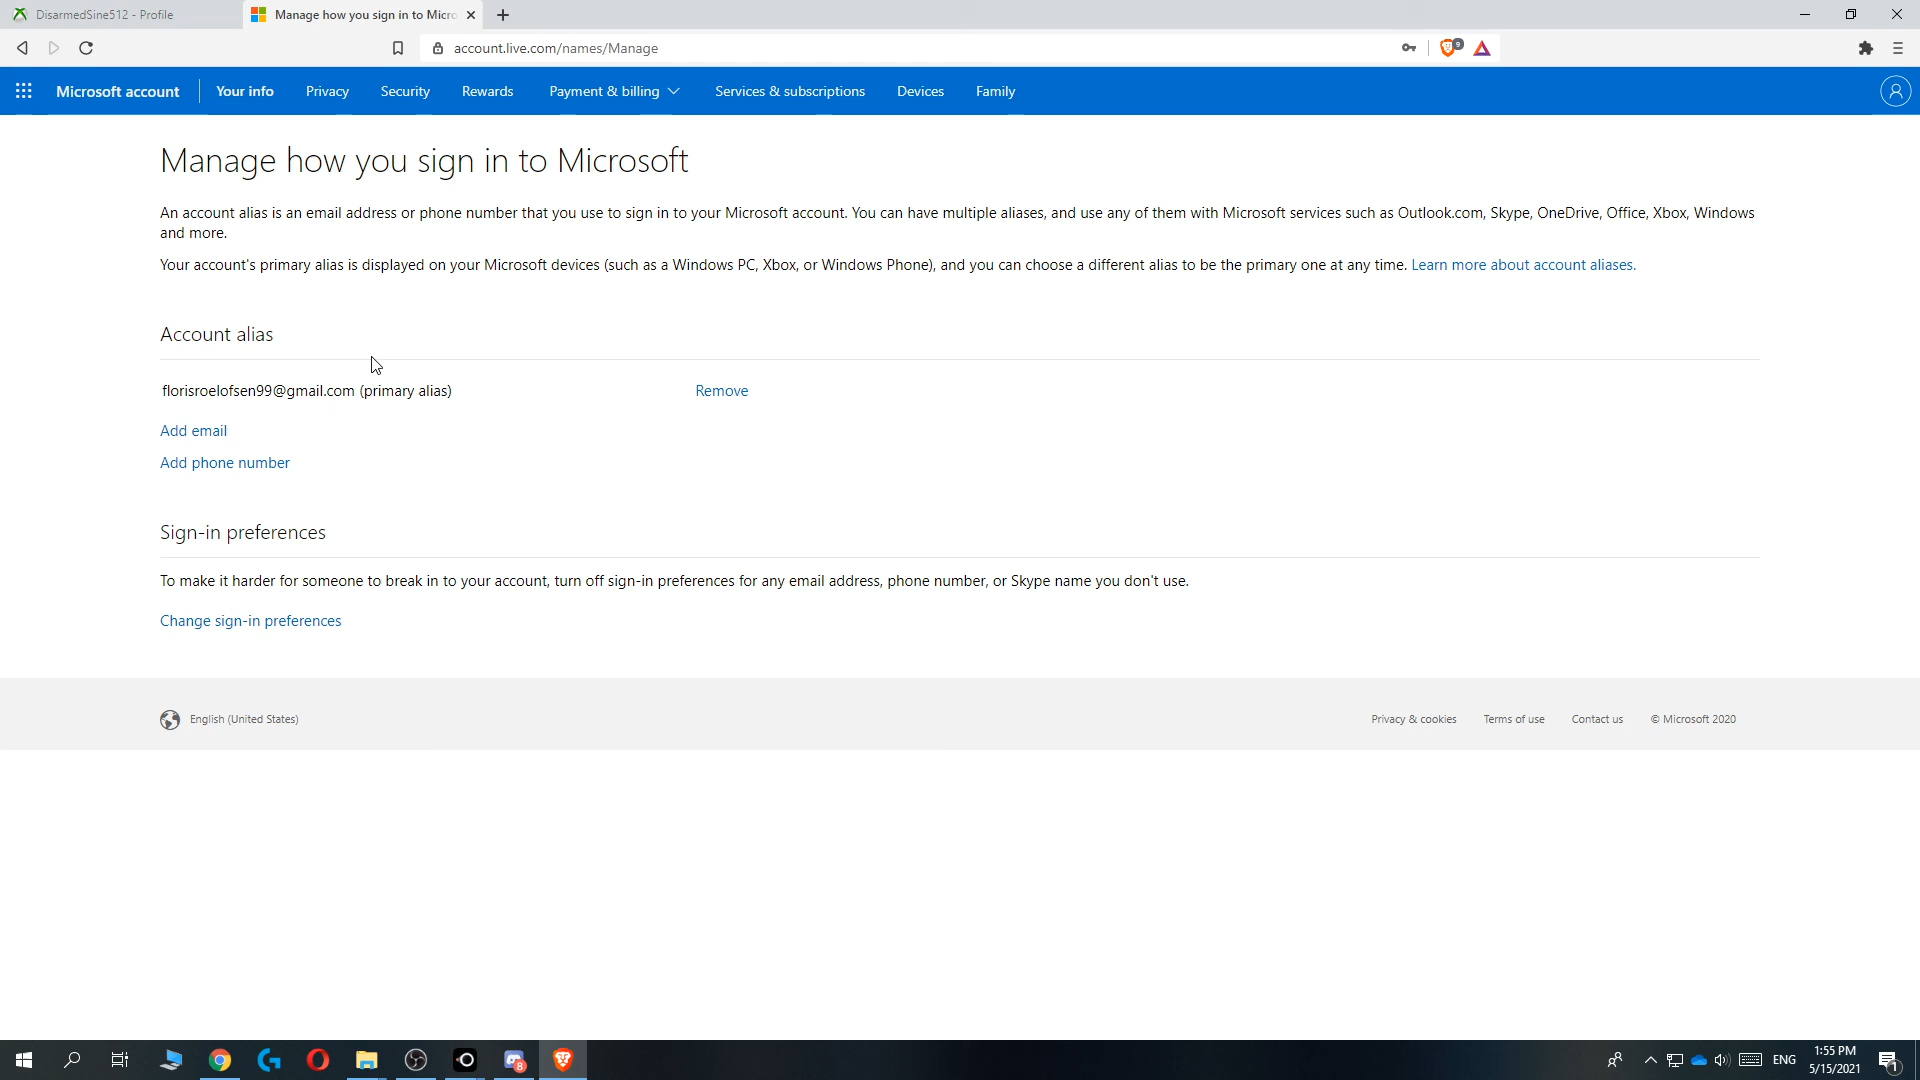 DisarmedSine512 - Profile
Manage how you sign in to Micro
account.live.com/names/Manage
9
Microsoft account
Your info
Privacy
Security
Rewards
Payment & billing
Services & subscriptions
Devices
Family
Manage how you sign in to Microsoft
An account alias is an email address or phone number that you use to sign in to your Microsoft account. You can have multiple aliases, and use any of them with Microsoft services such as Outlook.com, Skype, OneDrive, Office, Xbox, Windows
and more.
Your account's primary alias is displayed on your Microsoft devices (such as a Windows PC, Xbox, or Windows Phone), and you can choose a different alias to be the primary one at any time. Learn more about account aliases.
Account alias
florisroelofsen99@gmail.com (primary alias)
Remove
Add email
Add phone number
Sign-in preferences
To make it harder for someone to break in to your account, turn off sign-in preferences for any email address, phone number, or Skype name you don't use.
Change sign-in preferences
English (United States)
Privacy & cookies
Terms of use
Contact us
© Microsoft 2020
8
ENG
1:55 PM
5/15/2021
1